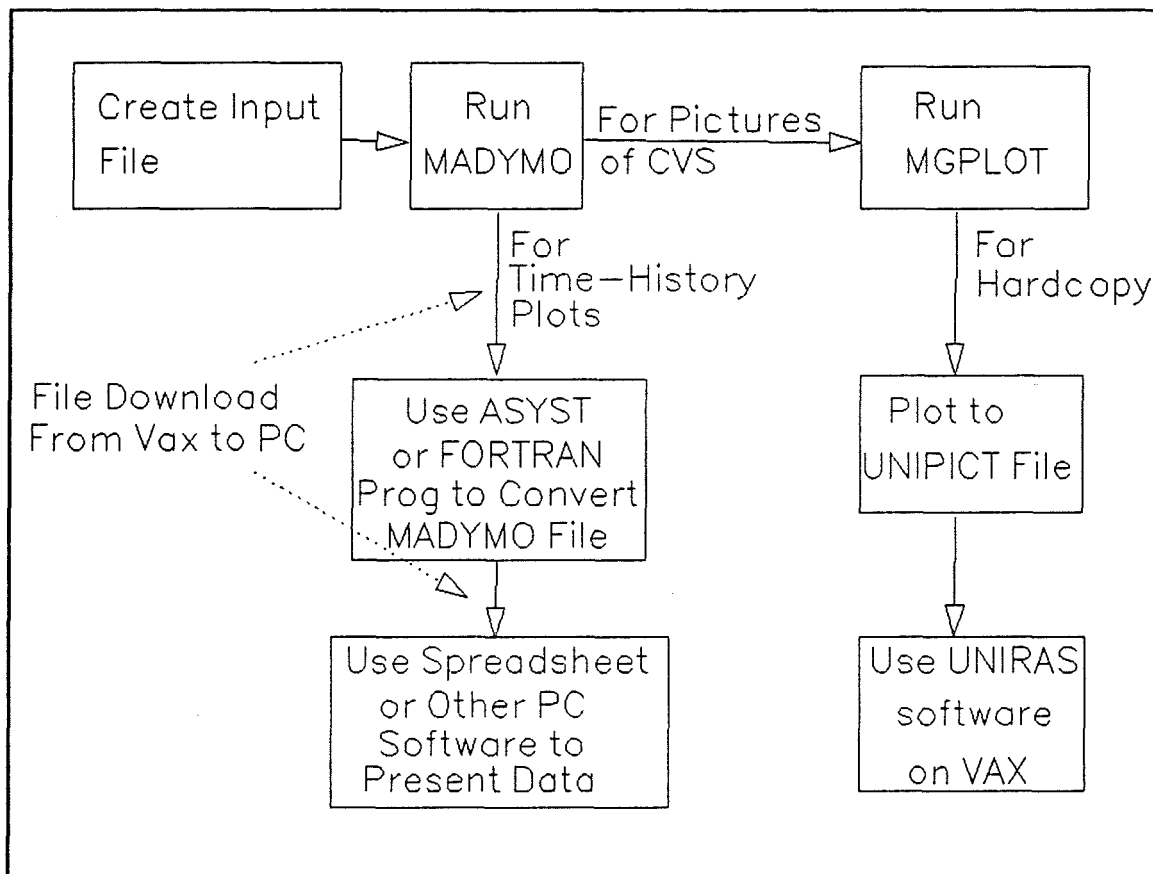 Create Input
File
Run
MADYMO
For Pictures
of CVS
Run
MGPLOT
For
Time-History
Plots
For
Hardcopy
File Download
From Vax to PC
Use ASYST
or FORTRAN
Prog to Convert
MADYMO File
Plot to
UNIPICT File
Use Spreadsheet
or Other PC
Software to
Present Data
Use UNIRAS
software
on VAX